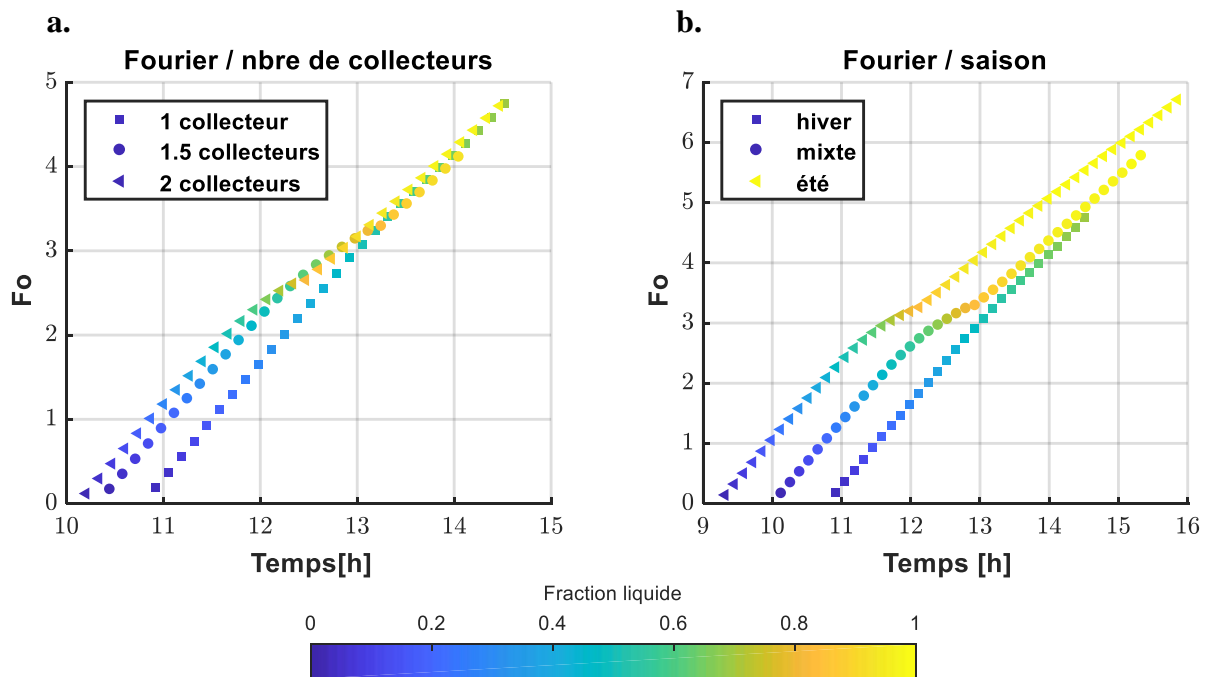 a.
Fourier / nbre de collecteurs
5
4
3
2
1
0
Fo
1 collecteur
1.5 collecteurs
2 collecteurs
10 11 12 13 14 15
Temps[h]
b.
Fourier / saison
7
6
5
4
3
2
1
0
Fo
hiver
mixte
été
9 10 11 12 13 14 15 16
Temps [h]
Fraction liquide
0 0.2 0.4 0.6 0.8 1